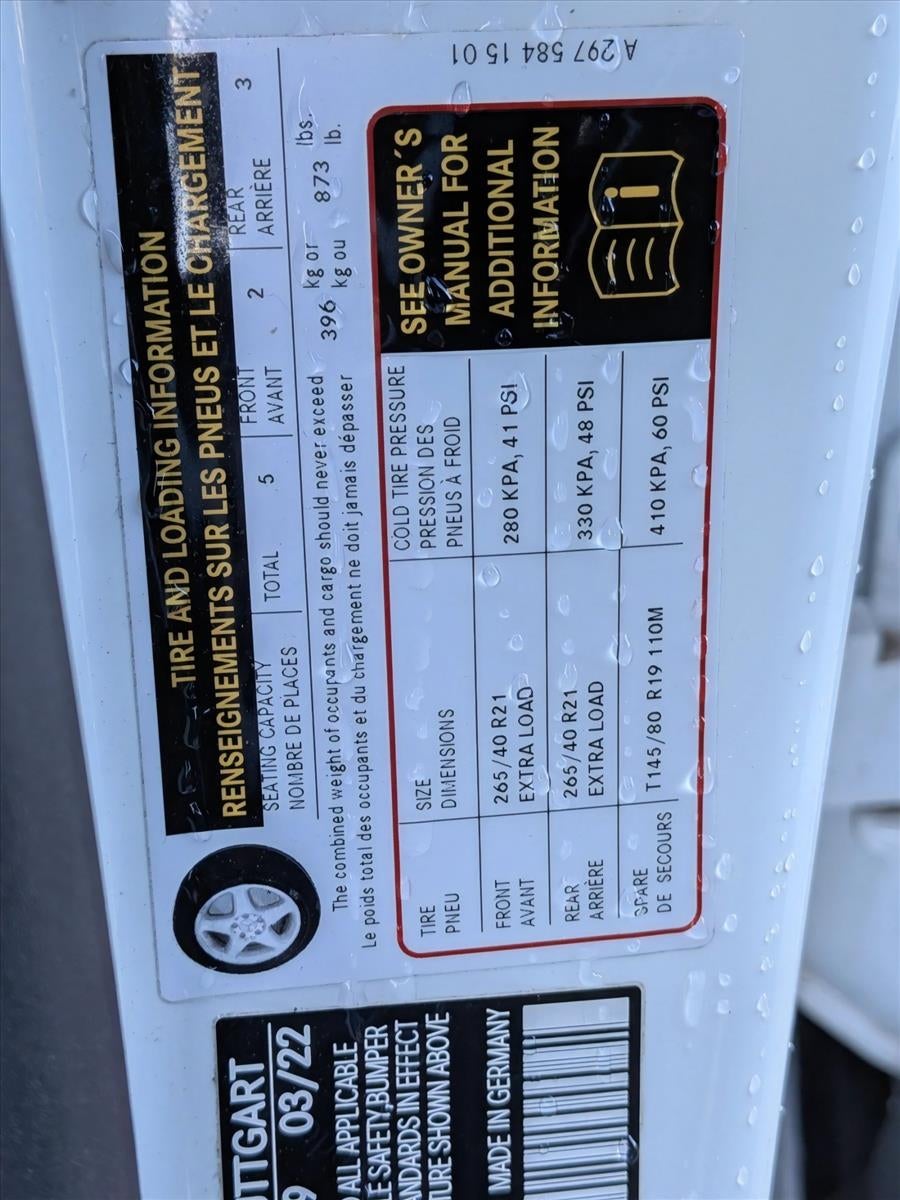 TIRE AND LOADING INFORMATION
RENSEIGNEMENTS SUR LES PNEUS ET LE CHARGEMENT
SEATING CAPACITY TOTAL 5 FRONT 2 REAR 3
NOMBRE DE PLACES AVANT ARRIÈRE
The combined weight of occupants and cargo should never exceed 396 kg or 873 lbs.
Le poids total des occupants et du chargement ne doit jamais dépasser kg ou lb.
TIRE SIZE COLD TIRE PRESSURE
PNEU DIMENSIONS PRESSION DES
PNEUS À FROID
FRONT 265/40 R21 280 KPA, 41 PSI
AVANT EXTRA LOAD
REAR 265/40 R21 330 KPA, 48 PSI
ARRIÈRE EXTRA LOAD
SPARE T145/80 R19 110M 410 KPA, 60 PSI
DE SECOURS
SEE OWNER'S
MANUAL FOR
ADDITIONAL
INFORMATION
i
A 297 584 15 01
TTGART
9 03/22
ALL APPLICABLE
LE SAFETY,BUMPER
ANDARDS IN EFFECT
TURE SHOWN ABOVE
MADE IN GERMANY